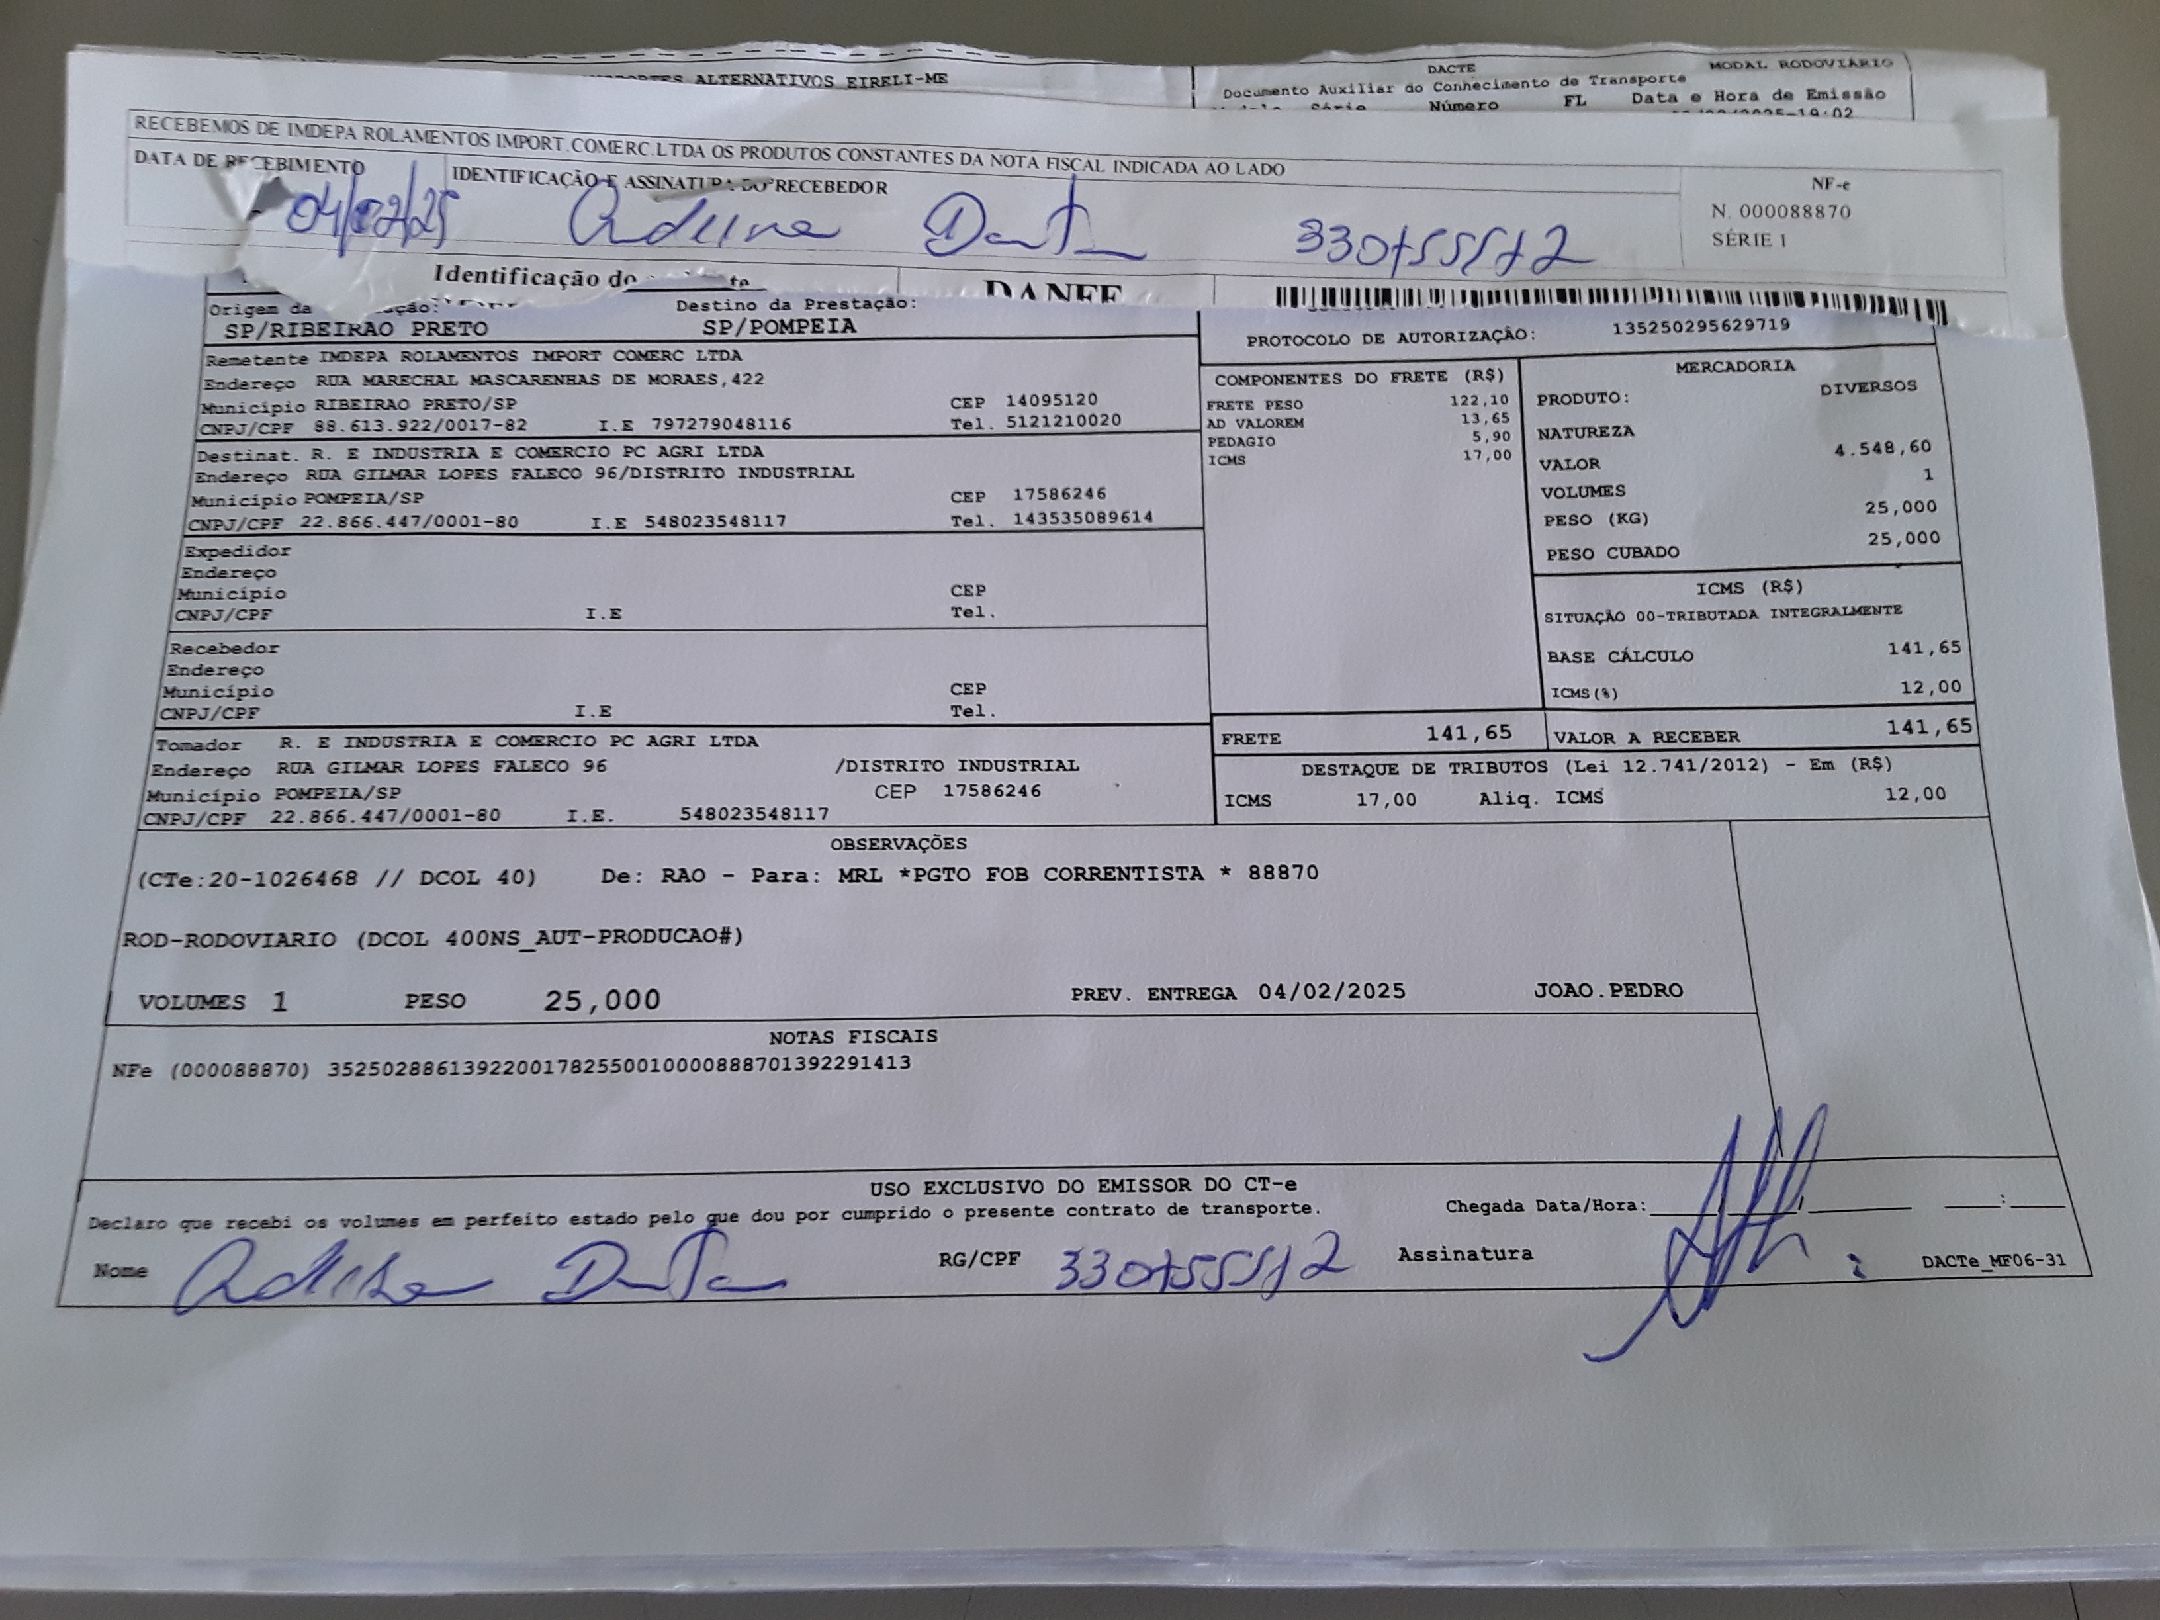 ALTERNATIVOS EIRELI-ME
DACTE
MODAL RODOVIÁRIO
Documento Auxiliar do Conhecimento de Transporte
Série Número FL Data e Hora de Emissão
RECEBEMOS DE IMDEPA ROLAMENTOS IMPORT.COMERC.LTDA OS PRODUTOS CONSTANTES DA NOTA FISCAL INDICADA AO LADO
DATA DE RECEBIMENTO
IDENTIFICAÇÃO E ASSINATURA DO RECEBEDOR
NF-e
N. 000088870
SÉRIE 1
04/02/25
Identificação do
DANFE
Origem da
Destino da Prestação:
SP/RIBEIRAO PRETO
SP/POMPEIA
PROTOCOLO DE AUTORIZAÇÃO: 135250295629719
Remetente IMDEPA ROLAMENTOS IMPORT COMERC LTDA
Endereço RUA MARECHAL MASCARENHAS DE MORAES,422
Município RIBEIRAO PRETO/SP CEP 14095120
CNPJ/CPF 88.613.922/0017-82 I.E 797279048116 Tel. 5121210020
Destinat. R. E INDUSTRIA E COMERCIO PC AGRI LTDA
Endereço RUA GILMAR LOPES FALECO 96/DISTRITO INDUSTRIAL
Município POMPEIA/SP CEP 17586246
CNPJ/CPF 22.866.447/0001-80 I.E 548023548117 Tel. 143535089614
Expedidor
Endereço
Município CEP
CNPJ/CPF I.E Tel.
Recebedor
Endereço
Município CEP
CNPJ/CPF I.E Tel.
Tomador R. E INDUSTRIA E COMERCIO PC AGRI LTDA
Endereço RUA GILMAR LOPES FALECO 96 /DISTRITO INDUSTRIAL
Município POMPEIA/SP CEP 17586246
CNPJ/CPF 22.866.447/0001-80 I.E. 548023548117
COMPONENTES DO FRETE (R$)
FRETE PESO 122,10
AD VALOREM 13,65
PEDAGIO 5,90
ICMS 17,00
MERCADORIA
PRODUTO: DIVERSOS
NATUREZA
VALOR 4.548,60
VOLUMES 1
PESO (KG) 25,000
PESO CUBADO 25,000
ICMS (R$)
SITUAÇÃO 00-TRIBUTADA INTEGRALMENTE
BASE CÁLCULO 141,65
ICMS(%) 12,00
FRETE 141,65 VALOR A RECEBER 141,65
DESTAQUE DE TRIBUTOS (Lei 12.741/2012) - Em (R$)
ICMS 17,00 Aliq. ICMS 12,00
OBSERVAÇÕES
(CTe:20-1026468 // DCOL 40) De: RAO - Para: MRL *PGTO FOB CORRENTISTA * 88870
ROD-RODOVIARIO (DCOL 400NS_AUT-PRODUCAO#)
VOLUMES 1 PESO 25,000 PREV. ENTREGA 04/02/2025 JOAO.PEDRO
NOTAS FISCAIS
NFe (000088870) 35250288613922001782550010000888701392291413
USO EXCLUSIVO DO EMISSOR DO CT-e
Declaro que recebi os volumes em perfeito estado pelo que dou por cumprido o presente contrato de transporte.
Chegada Data/Hora:
Nome
RG/CPF
Assinatura
DACTe_MF06-31